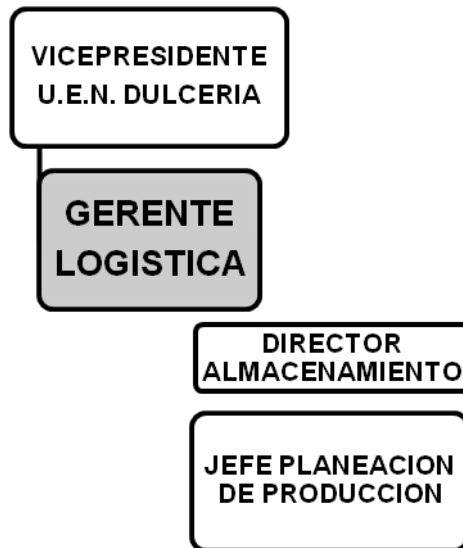 VICEPRESIDENTE
U.E.N. DULCERIA
GERENTE
LOGISTICA
DIRECTOR
ALMACENAMIENTO
JEFE PLANEACION
DE PRODUCCION